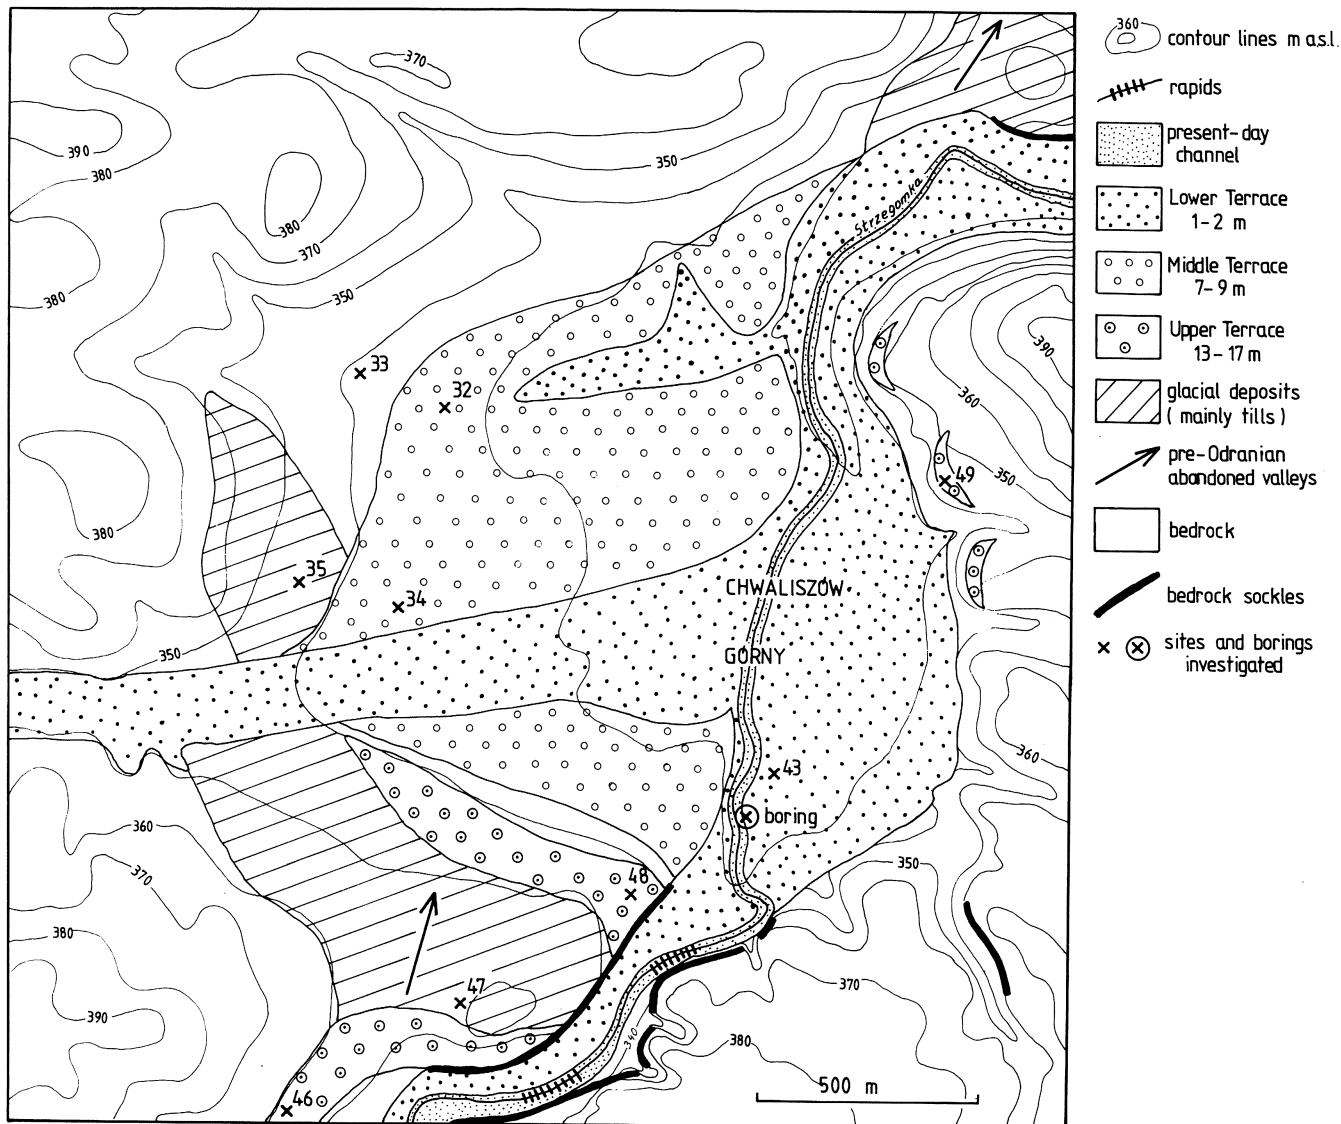 370
390
380
350
380
370
380
350
33
32
35
34
380
350
Strzegomka
390
360
49
350
CHWALISZÓW
GÓRNY
43
boring
360
350
48
47
46
360
370
380
390
340
370
380
500 m
360
contour lines m a.s.l.
rapids
present-day
channel
Lower Terrace
1-2 m
Middle Terrace
7-9 m
Upper Terrace
13-17 m
glacial deposits
(mainly tills)
pre-Odranian
abandoned valleys
bedrock
bedrock sockles
sites and borings
investigated